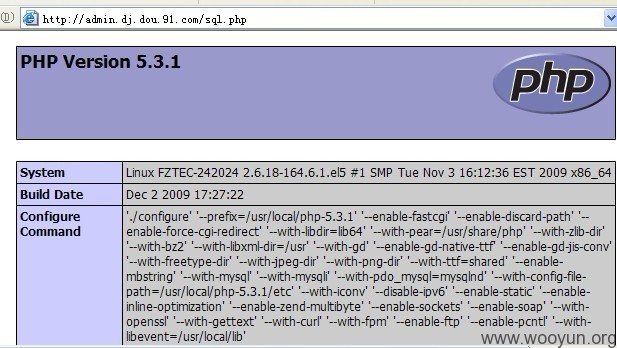 http://admin.dj.dou.91.com/sql.php
PHP Version 5.3.1
php
System
Linux FZTEC-242024 2.6.18-164.6.1.el5 #1 SMP Tue Nov 3 16:12:36 EST 2009 x86_64
Build Date
Dec 2 2009 17:27:22
Configure
Command
'./configure' '--prefix=/usr/local/php-5.3.1' '--enable-fastcgi' '--enable-discard-path' '--
enable-force-cgi-redirect' '--with-libdir=lib64' '--with-pear=/usr/share/php' '--with-zlib-dir'
'--with-bz2' '--with-libxml-dir=/usr' '--with-gd' '--enable-gd-native-ttf' '--enable-gd-jis-conv'
'--with-freetype-dir' '--with-jpeg-dir' '--with-png-dir' '--with-ttf=shared' '--enable-
mbstring' '--with-mysql' '--with-mysqli' '--with-pdo_mysql=mysqlnd' '--with-config-file-
path=/usr/local/php-5.3.1/etc' '--with-iconv' '--disable-ipv6' '--enable-static' '--enable-
inline-optimization' '--enable-zend-multibyte' '--enable-sockets' '--enable-soap' '--with-
openssl' '--with-gettext' '--with-curl' '--with-fpm' '--enable-ftp' '--enable-pcntl' '--with-
libevent=/usr/local/lib'
www.wooyun.org